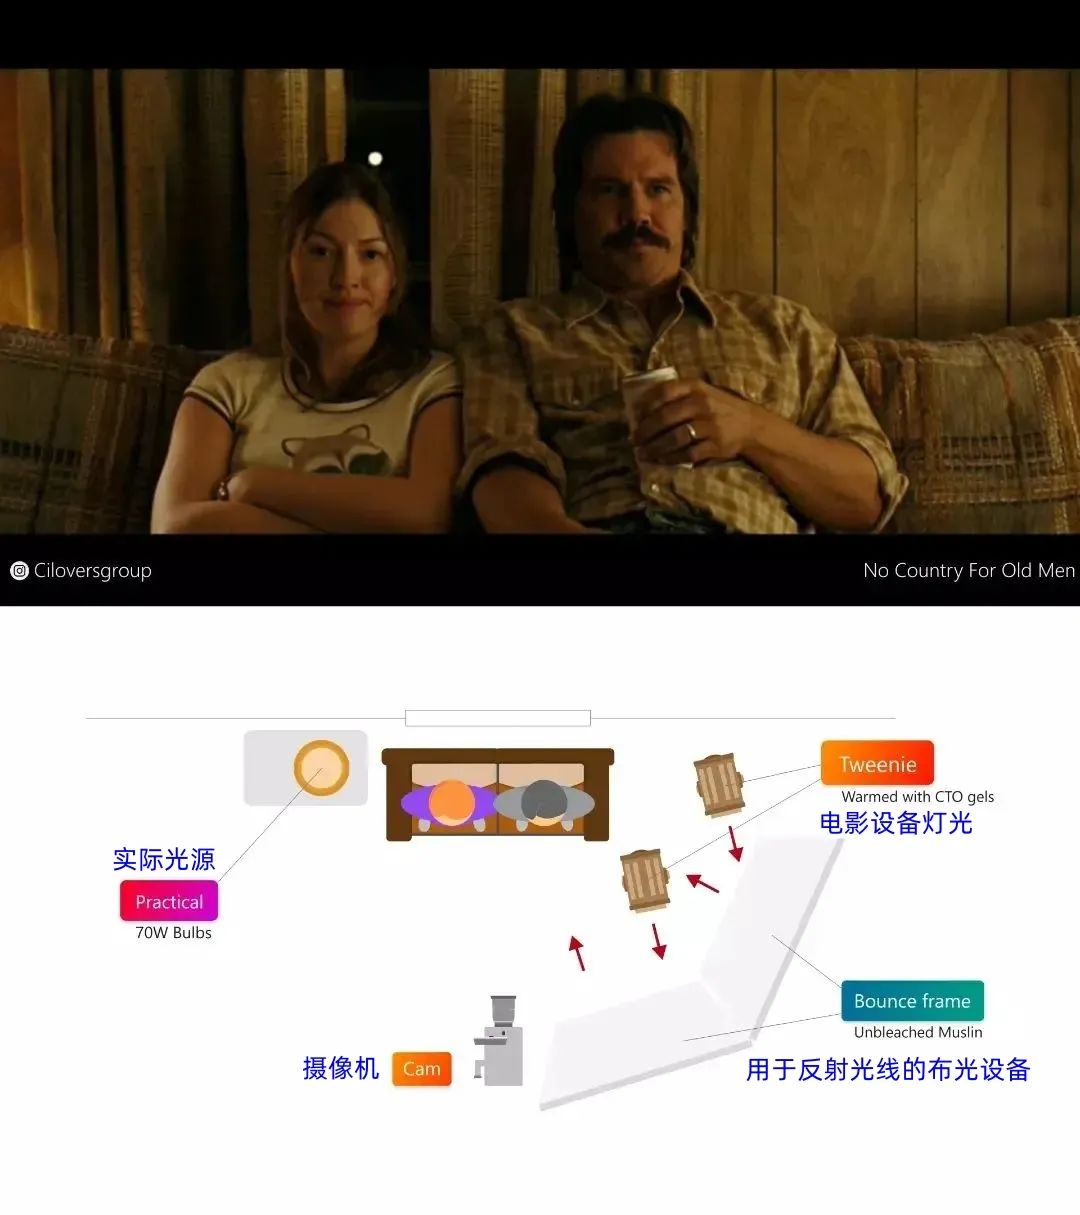 Ciloversgroup
No Country For Old Men
Tweenie
Warmed with CTO gels
电影设备灯光
实际光源
Practical
70W Bulbs
Bounce frame
Unbleached Muslin
摄像机
Cam
用于反射光线的布光设备